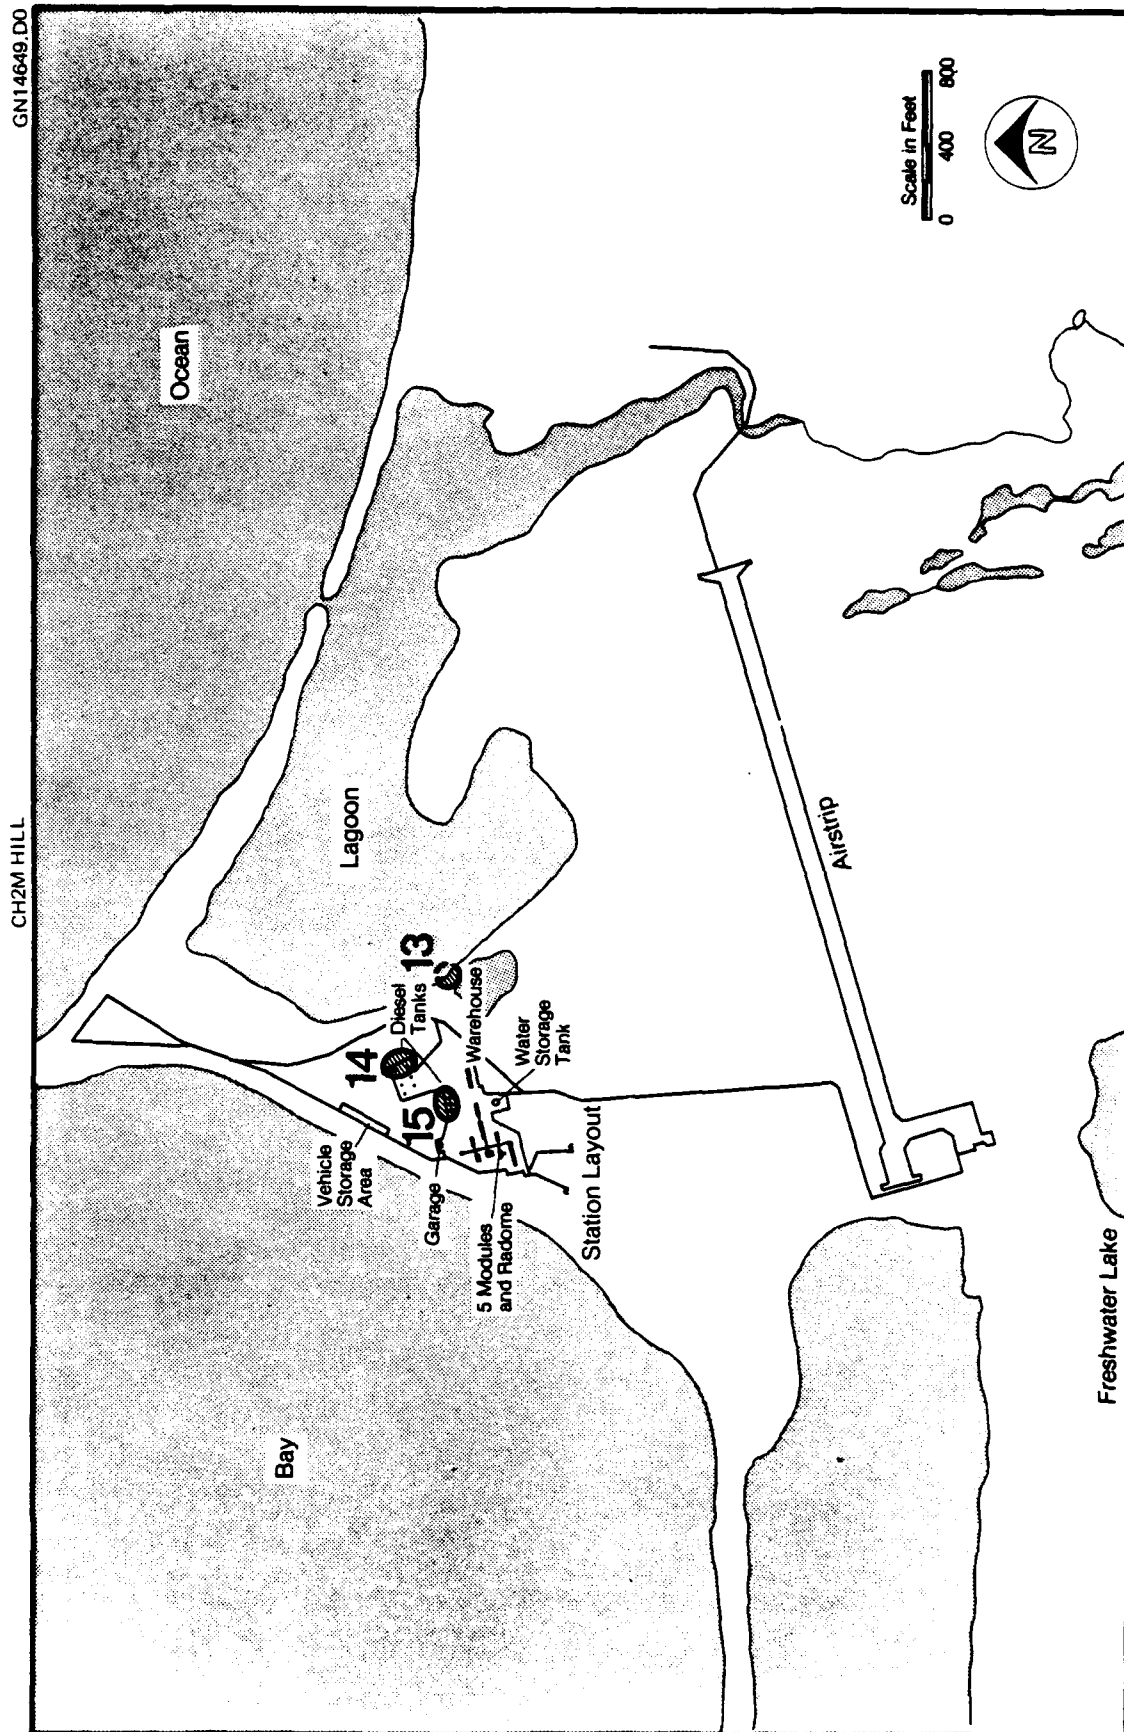 GN14649.D0
CH2M HILL
Ocean
Scale in Feet
0 400 800
N
Lagoon
13
14
15
Diesel
Tanks
Warehouse
Water
Storage
Tank
Vehicle
Storage
Area
Garage
5 Modules
and Radome
Station Layout
Airstrip
Bay
Freshwater Lake